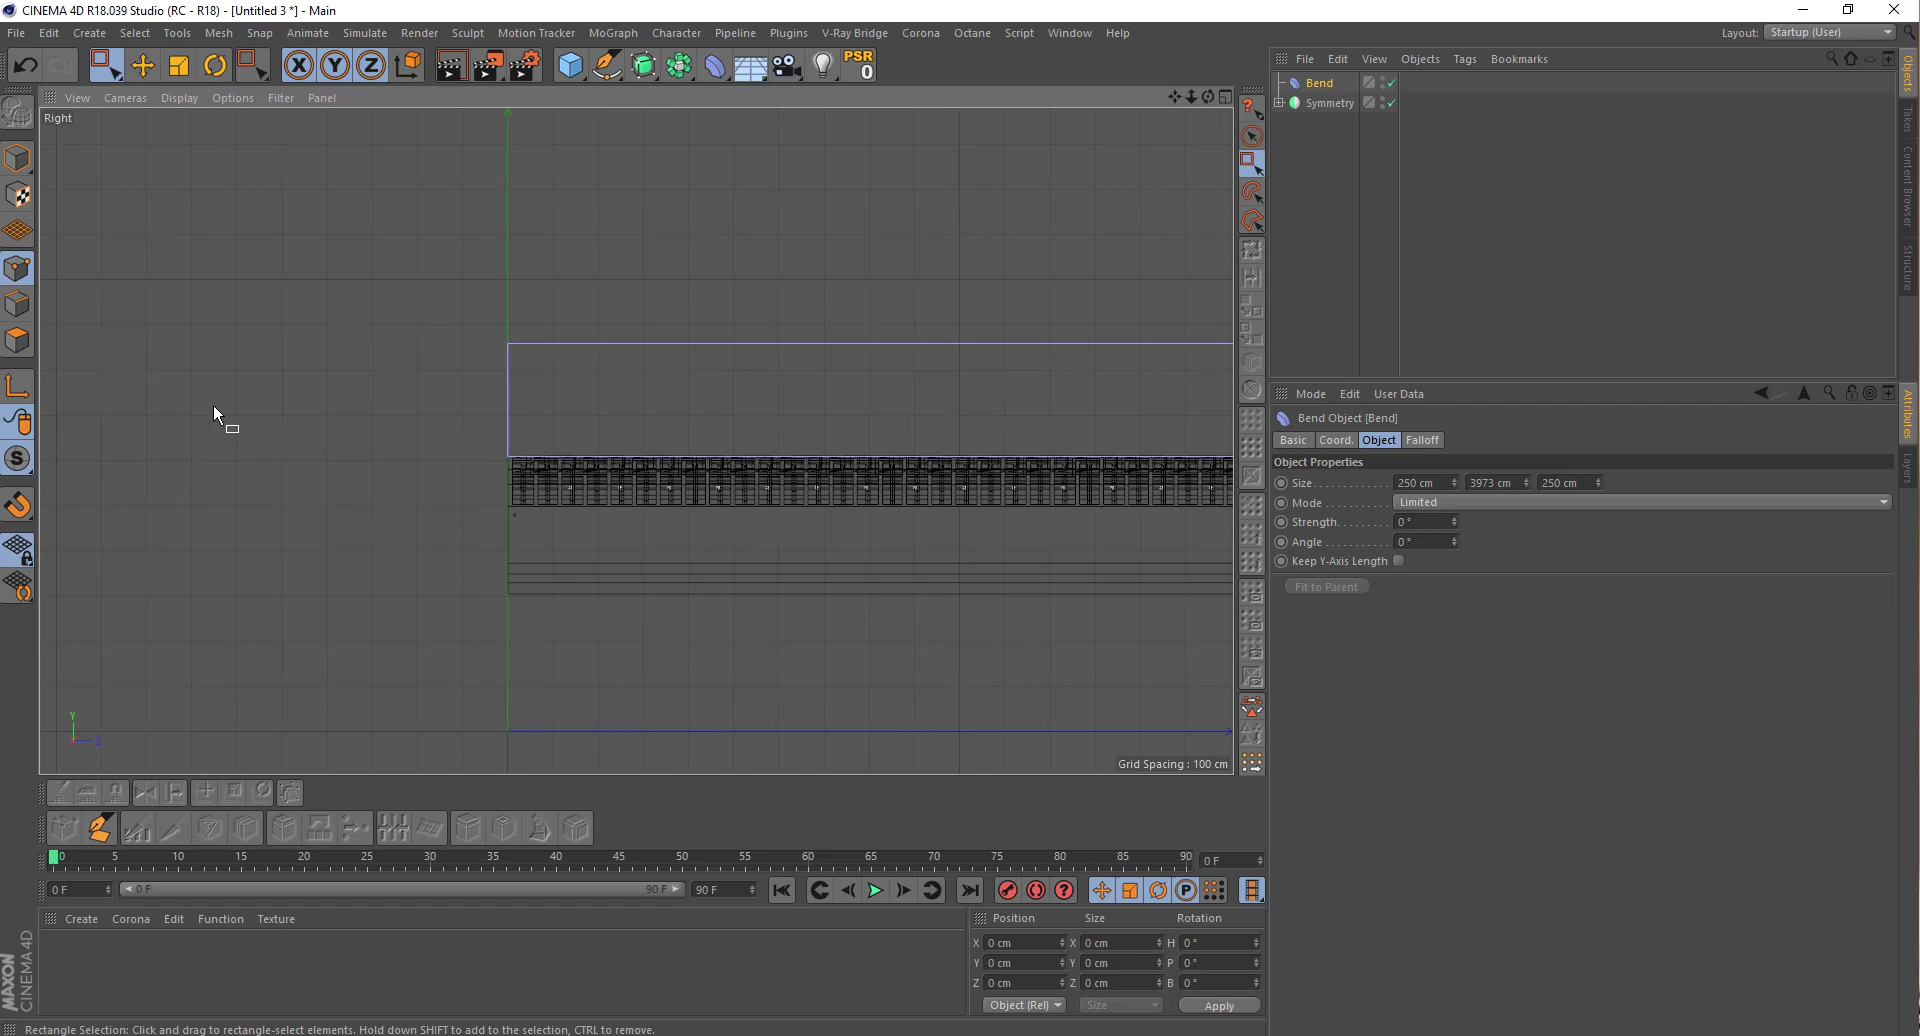 CINEMA 4D R18.039 Studio (RC - R18) - [Untitled 3 *] - Main
File Edit Create Select Tools Mesh Snap Animate Simulate Render Sculpt Motion Tracker MoGraph Character Pipeline Plugins V-Ray Bridge Corona Octane Script Window Help Layout: Startup (User)
X Y Z PSR 0
File Edit View Objects Tags Bookmarks
View Cameras Display Options Filter Panel
Bend
Symmetry
Right
Objects
Takes
Content Browser
Structure
Mode Edit User Data
Bend Object [Bend]
Basic Coord. Object Falloff
Object Properties
Size . . . . . . . . . . . . 250 cm 3973 cm 250 cm
Mode . . . . . . . . . . . Limited
Strength. . . . . . . . . 0 °
Angle . . . . . . . . . . . 0 °
Keep Y-Axis Length
Fit to Parent
Attributes
Layers
Y
X
Z
Grid Spacing : 100 cm
0 5 10 15 20 25 30 35 40 45 50 55 60 65 70 75 80 85 90 0 F
0 F 0 F 90 F 90 F
Create Corona Edit Function Texture
Position Size Rotation
X 0 cm X 0 cm H 0 °
Y 0 cm Y 0 cm P 0 °
Z 0 cm Z 0 cm B 0 °
Object (Rel) Size Apply
MAXON
CINEMA 4D
Rectangle Selection: Click and drag to rectangle-select elements. Hold down SHIFT to add to the selection, CTRL to remove.